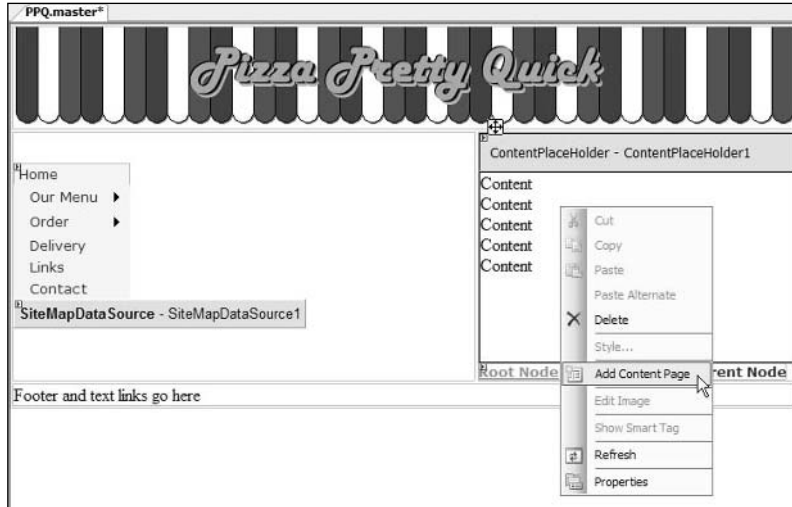 PPQ.master*
Pizza Pretty Quick
ContentPlaceHolder - ContentPlaceHolder1
Home
Our Menu
Order
Delivery
Links
Contact
SiteMapDataSource - SiteMapDataSource1
Content
Content
Content
Content
Content
Cut
Copy
Paste
Paste Alternate
Delete
Style...
Add Content Page
Edit Image
Show Smart Tag
Refresh
Properties
Root Node
rent Node
Footer and text links go here